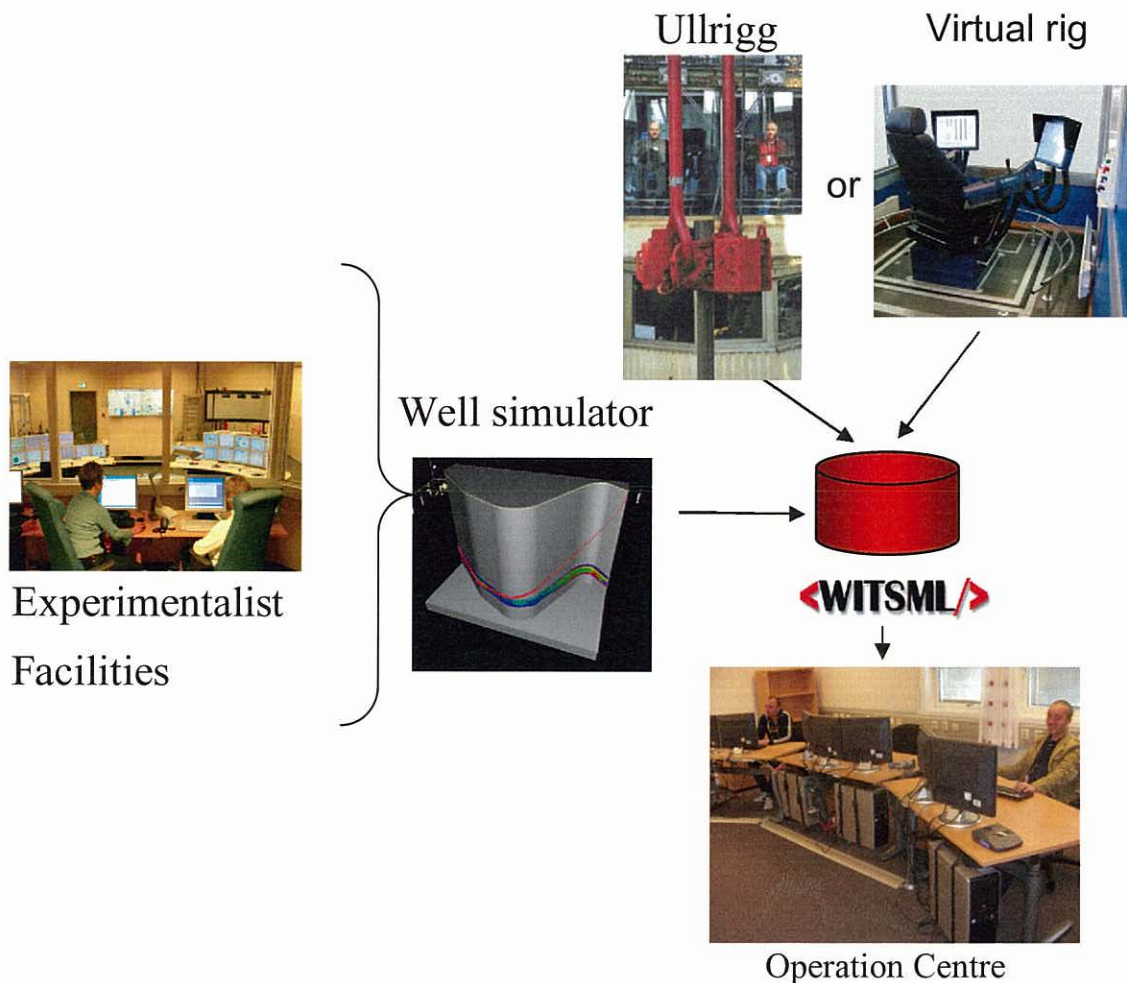 Ullrigg
Virtual rig
or
Well simulator
Experimentalist
Facilities
<WITSML/>
Operation Centre